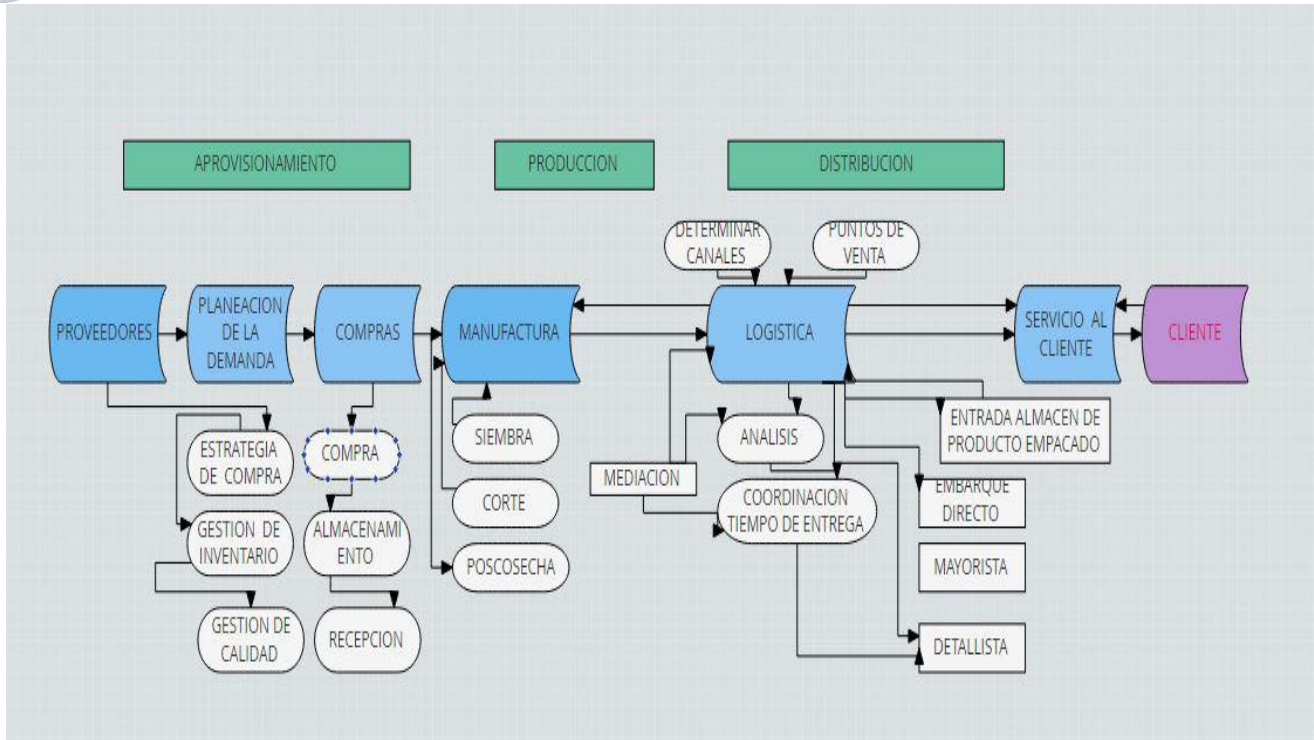 APROVISIONAMIENTO
PRODUCCION
DISTRIBUCION
DETERMINAR
CANALES
PUNTOS DE
VENTA
PROVEEDORES
PLANEACION
DE LA
DEMANDA
COMPRAS
MANUFACTURA
LOGISTICA
SERVICIO AL
CLIENTE
CLIENTE
ESTRATEGIA
DE COMPRA
COMPRA
SIEMBRA
ANALISIS
ENTRADA ALMACEN DE
PRODUCTO EMPACADO
MEDIACION
CORTE
COORDINACION
TIEMPO DE ENTREGA
EMBARQUE
DIRECTO
GESTION DE
INVENTARIO
ALMACENAMI
ENTO
POSCOSECHA
MAYORISTA
GESTION DE
CALIDAD
RECEPCION
DETALLISTA